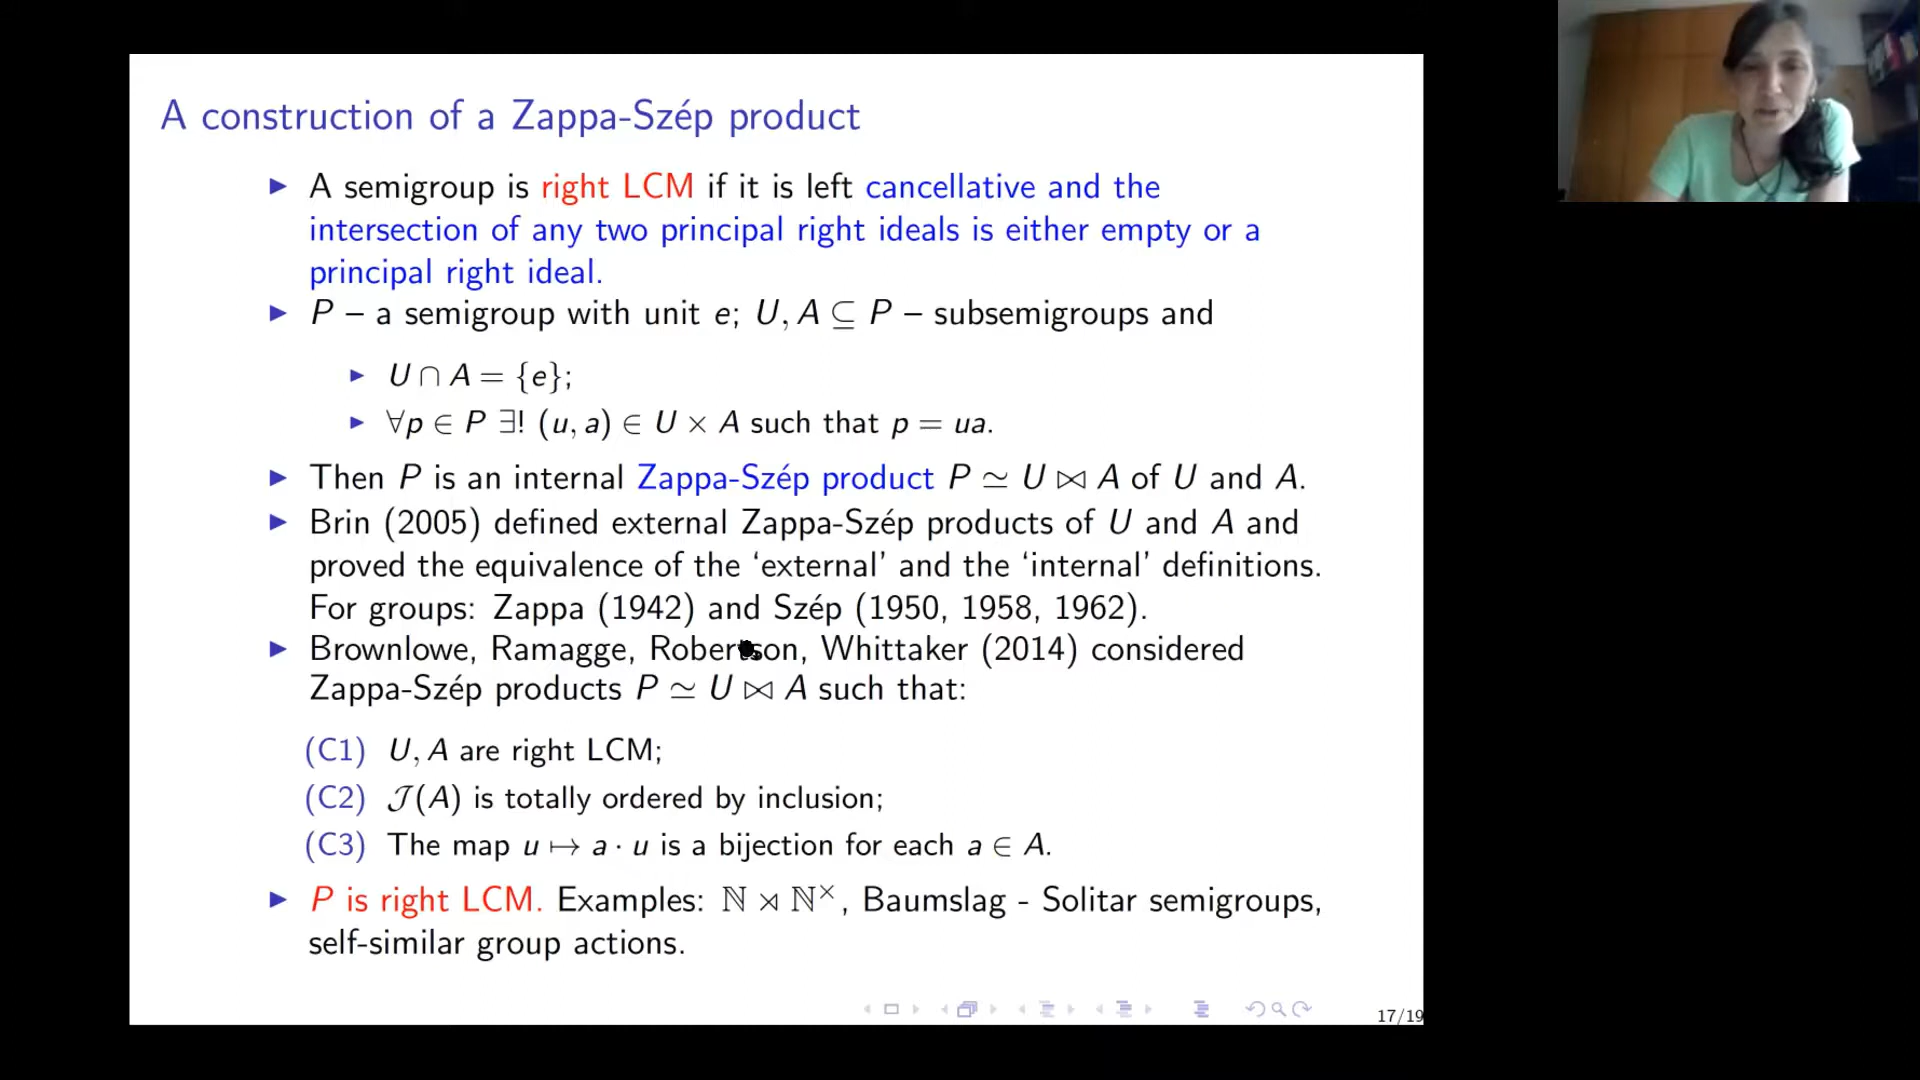 A construction of a Zappa-Szép product
▶ A semigroup is right LCM if it is left cancellative and the
intersection of any two principal right ideals is either empty or a
principal right ideal.
▶ P – a semigroup with unit e; U, A ⊆ P – subsemigroups and
▶ U ∩ A = {e};
▶ ∀p ∈ P ∃! (u, a) ∈ U × A such that p = ua.
▶ Then P is an internal Zappa-Szép product P ≃ U ⋈ A of U and A.
▶ Brin (2005) defined external Zappa-Szép products of U and A and
proved the equivalence of the ‘external’ and the ‘internal’ definitions.
For groups: Zappa (1942) and Szép (1950, 1958, 1962).
▶ Brownlowe, Ramagge, Robertson, Whittaker (2014) considered
Zappa-Szép products P ≃ U ⋈ A such that:
(C1) U, A are right LCM;
(C2) 𝒥(A) is totally ordered by inclusion;
(C3) The map u ↦ a · u is a bijection for each a ∈ A.
▶ P is right LCM. Examples: ℕ ⋊ ℕ×, Baumslag - Solitar semigroups,
self-similar group actions.
17/19